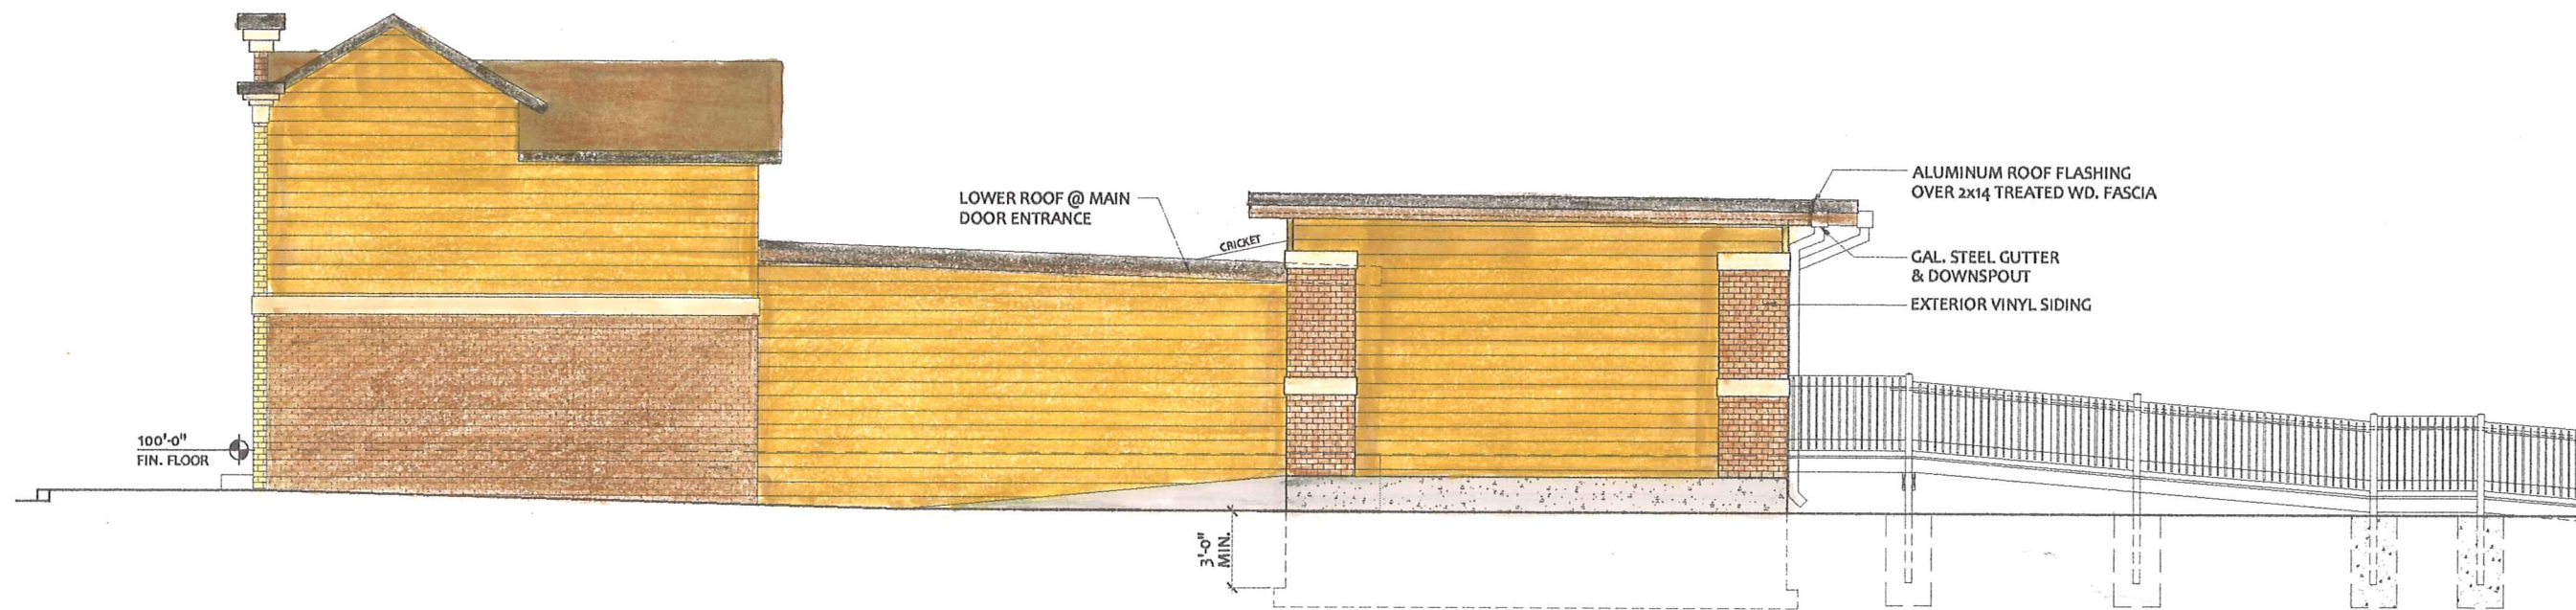 LOWER ROOF @ MAIN
DOOR ENTRANCE
CRICKET
ALUMINUM ROOF FLASHING
OVER 2x14 TREATED WD. FASCIA
GAL. STEEL GUTTER
& DOWNSPOUT
EXTERIOR VINYL SIDING
100'-0"
FIN. FLOOR
3'-0"
MIN.